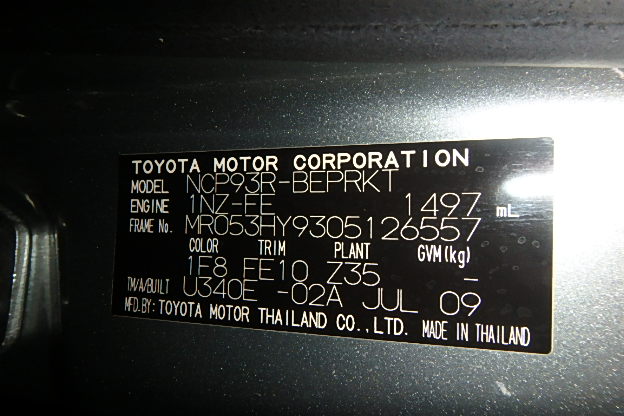 TOYOTA MOTOR CORPORATION
MODEL NCP93R-BEPRKT
ENGINE 1NZ-FE 1497 mL
FRAME No. MR053HY9305126557
COLOR TRIM PLANT GVM(kg)
1F8 FE10 Z35 -
TM/A/BUILT U340E -02A JUL 09
MFD.BY: TOYOTA MOTOR THAILAND CO.,LTD. MADE IN THAILAND